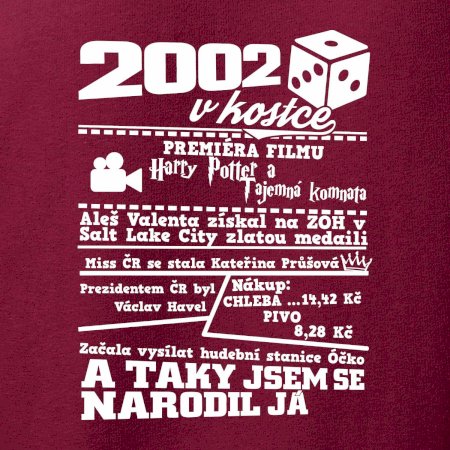 2002
v kostce
PREMIÉRA FILMU
Harry Potter a
Tajemná komnata
Aleš Valenta získal na ZOH v
Salt Lake City zlatou medaili
Miss ČR se stala Kateřina Průšová
Prezidentem ČR byl
Václav Havel
Nákup:
CHLEBA ...14,42 Kč
PIVO
8,28 Kč
Začala vysílat hudební stanice Óčko
A TAKY JSEM SE
NARODIL JÁ